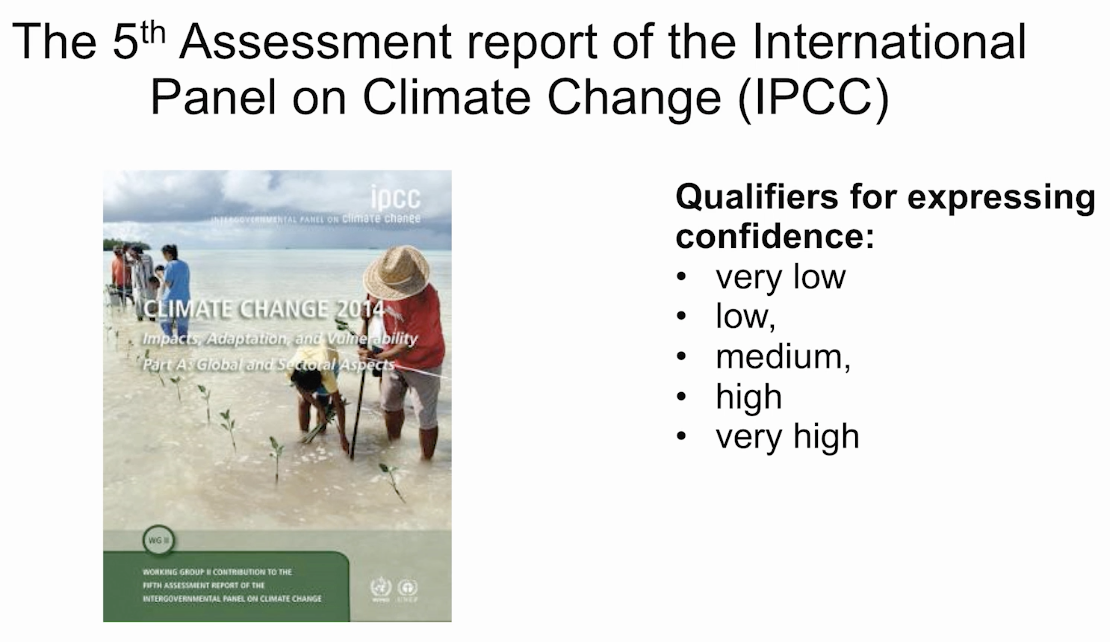 The 5th Assessment report of the International
Panel on Climate Change (IPCC)
ipcc
INTERGOVERNMENTAL PANEL ON climate change
CLIMATE CHANGE 2014
Impacts, Adaptation, and Vulnerability
Part A: Global and Sectoral Aspects
WG II
WORKING GROUP II CONTRIBUTION TO THE
FIFTH ASSESSMENT REPORT OF THE
INTERGOVERNMENTAL PANEL ON CLIMATE CHANGE
WMO UNEP
Qualifiers for expressing
confidence:
• very low
• low,
• medium,
• high
• very high